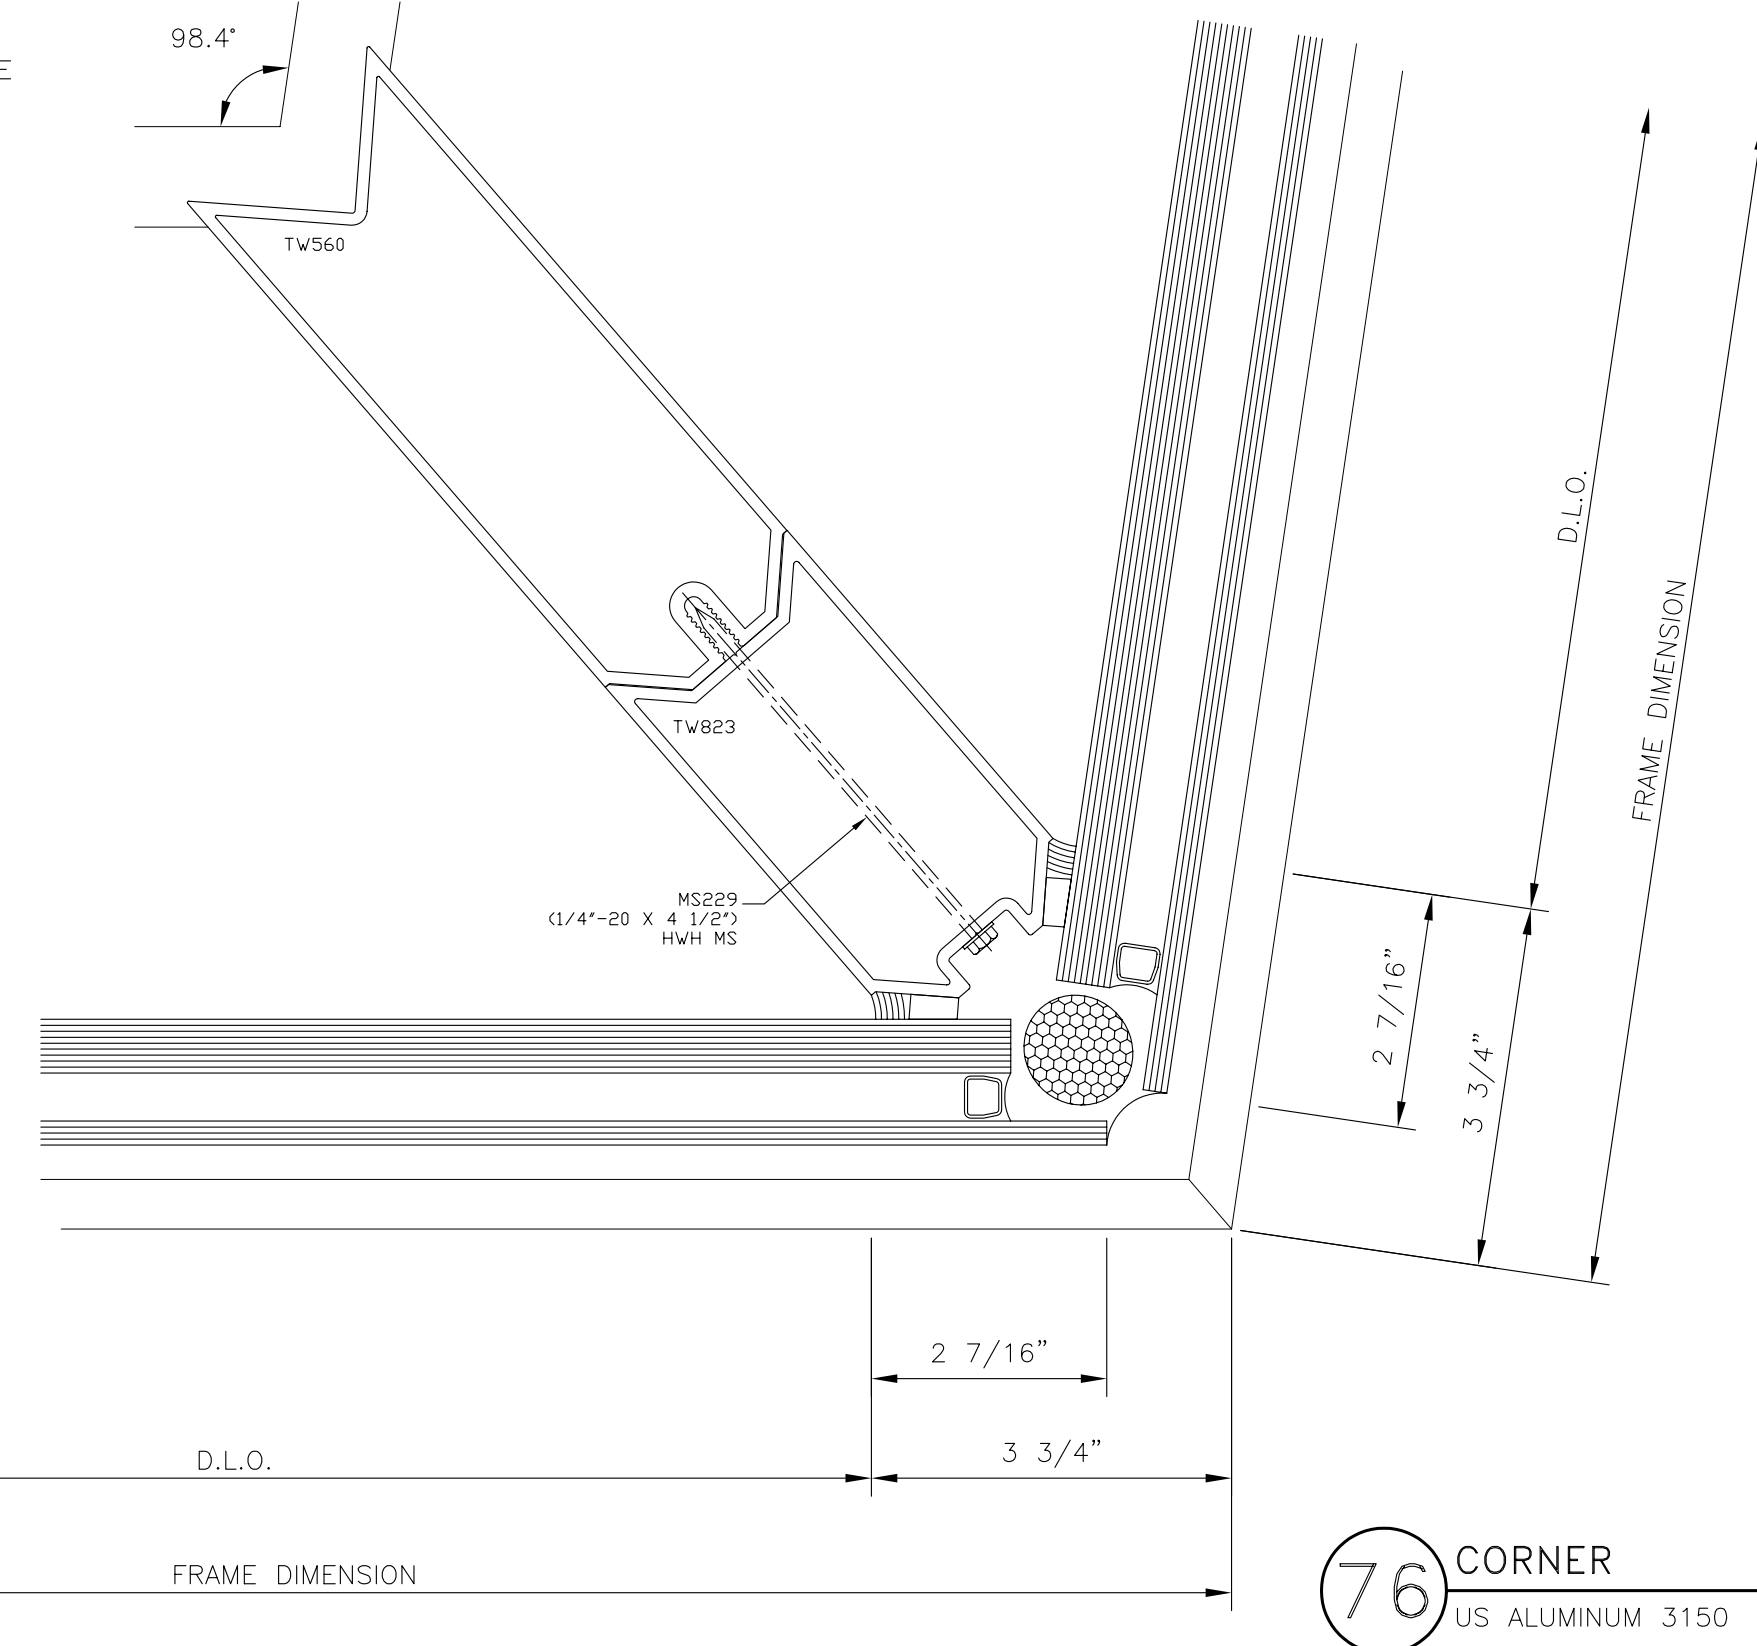 98.4°
E
TW560
D.L.O.
FRAME DIMENSION
TW823
MS229
(1/4"-20 X 4 1/2")
HWH MS
2 7/16"
3 3/4"
2 7/16"
3 3/4"
D.L.O.
FRAME DIMENSION
76
CORNER
US ALUMINUM 3150